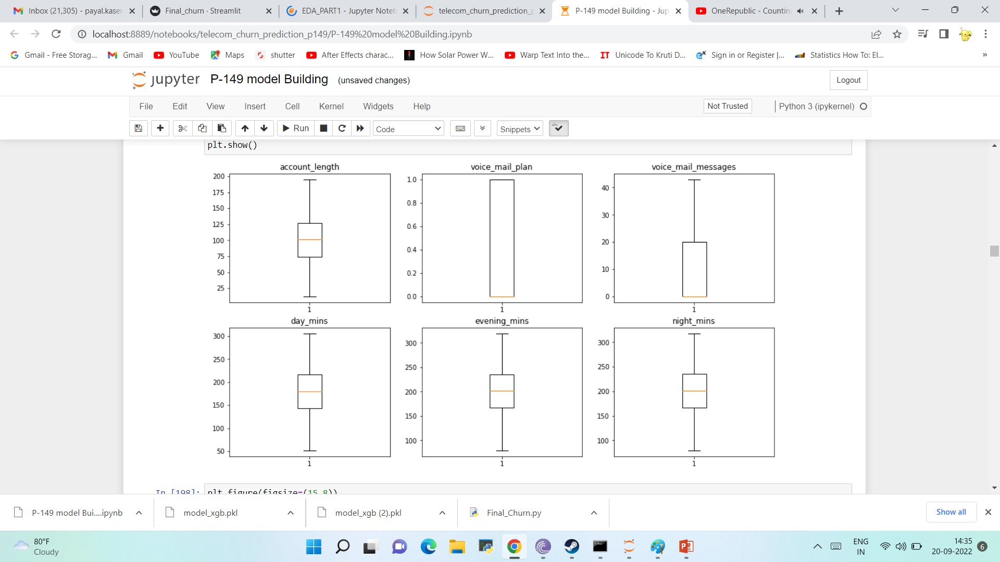 Inbox (21,305) - payal.kaser
Final_churn · Streamlit
EDA_PART1 - Jupyter Noteb
telecom_churn_prediction_p
P-149 model Building - Jup
OneRepublic - Countin
localhost:8889/notebooks/telecom_churn_prediction_p149/P-149%20model%20Building.ipynb
Gmail - Free Storag...
Gmail
YouTube
Maps
shutter
After Effects charac...
How Solar Power W...
Warp Text Into the...
IT Unicode To Kruti D...
Sign in or Register |...
Statistics How To: El...
»
jupyter P-149 model Building (unsaved changes)
Logout
File Edit View Insert Cell Kernel Widgets Help
Not Trusted
Python 3 (ipykernel)
Run
Code
Snippets
abc
plt.show()
account_length
200
175
150
125
100
75
50
25
1
voice_mail_plan
1.0
0.8
0.6
0.4
0.2
0.0
1
voice_mail_messages
40
30
20
10
0
1
day_mins
300
250
200
150
100
50
1
evening_mins
300
250
200
150
100
1
night_mins
300
250
200
150
100
1
In [198]: plt.figure(figsize=(15,8))
P-149 model Bui....ipynb
model_xgb.pkl
model_xgb (2).pkl
Final_Churn.py
Show all
80°F
Cloudy
ENG
IN
14:35
20-09-2022
6